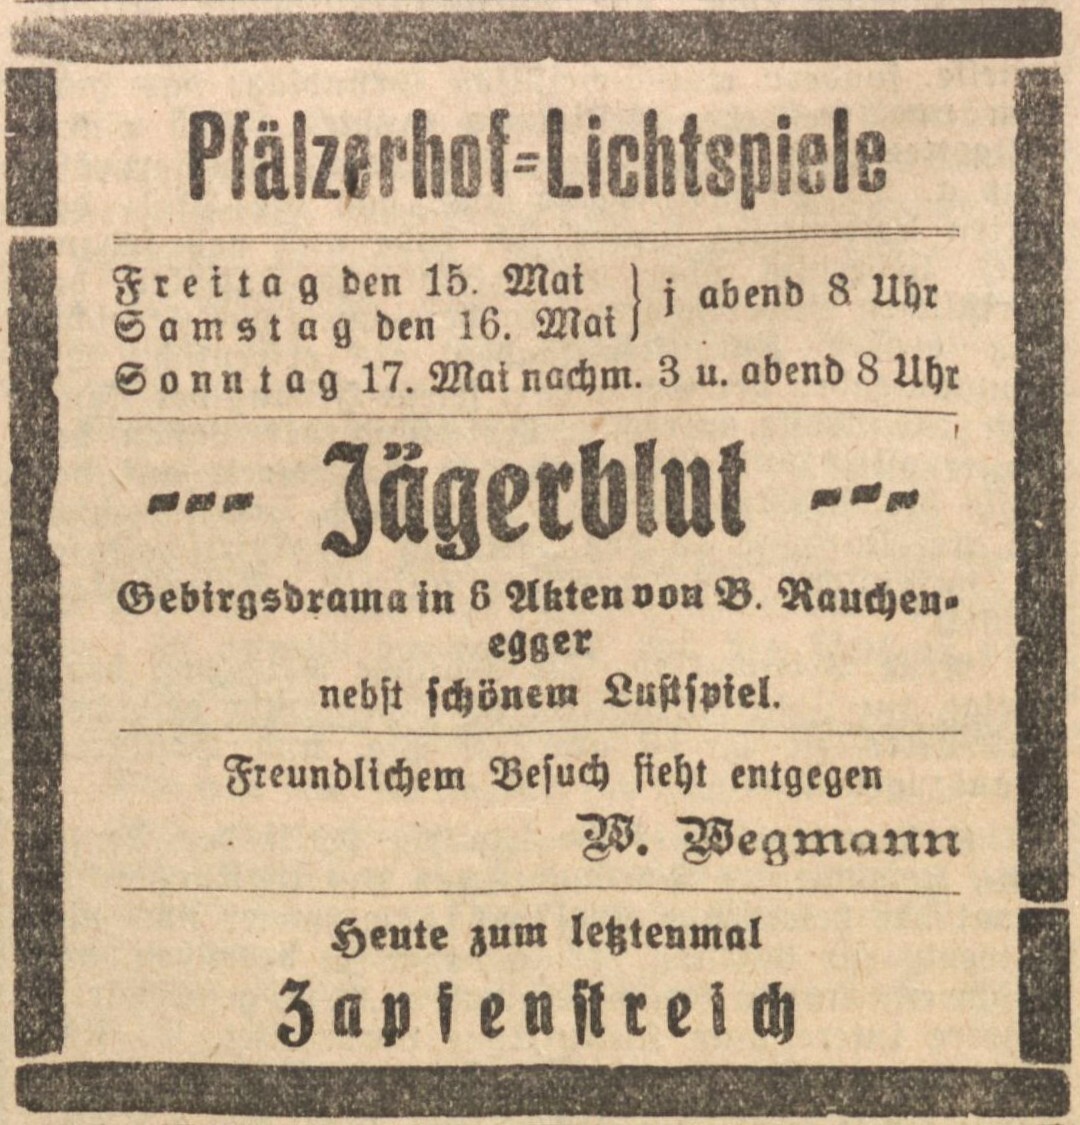 Pfälzerhof=Lichtspiele
Freitag den 15. Mai
Samstag den 16. Mai } j abend 8 Uhr
Sonntag 17. Mai nachm. 3 u. abend 8 Uhr
--- Jägerblut ---
Gebirgsdrama in 6 Akten von B. Rauchen-
egger
nebst schönem Lustspiel.
Freundlichem Besuch sieht entgegen
W. Wegmann
Heute zum letztenmal
Zapfenstreich